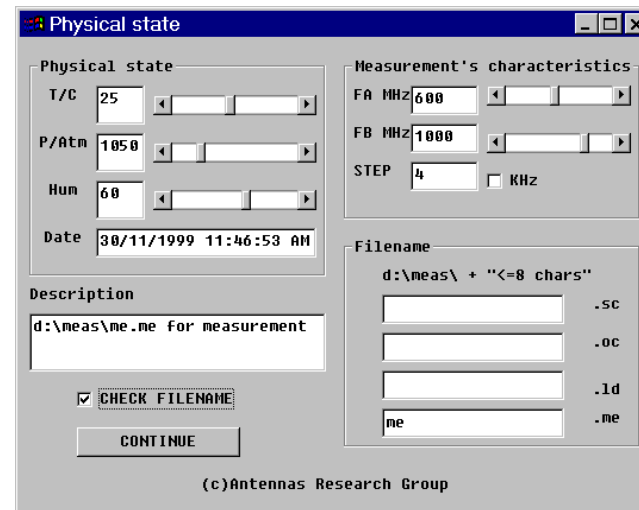 Physical state
Physical state
T/C 25
P/Atm 1050
Hum 60
Date 30/11/1999 11:46:53 AM
Description
d:\meas\me.me for measurement
CHECK FILENAME
CONTINUE
Measurement's characteristics
FA MHz 600
FB MHz 1000
STEP 4 KHz
Filename
d:\meas\ + "<=8 chars"
.sc
.oc
.ld
me .me
(c)Antennas Research Group